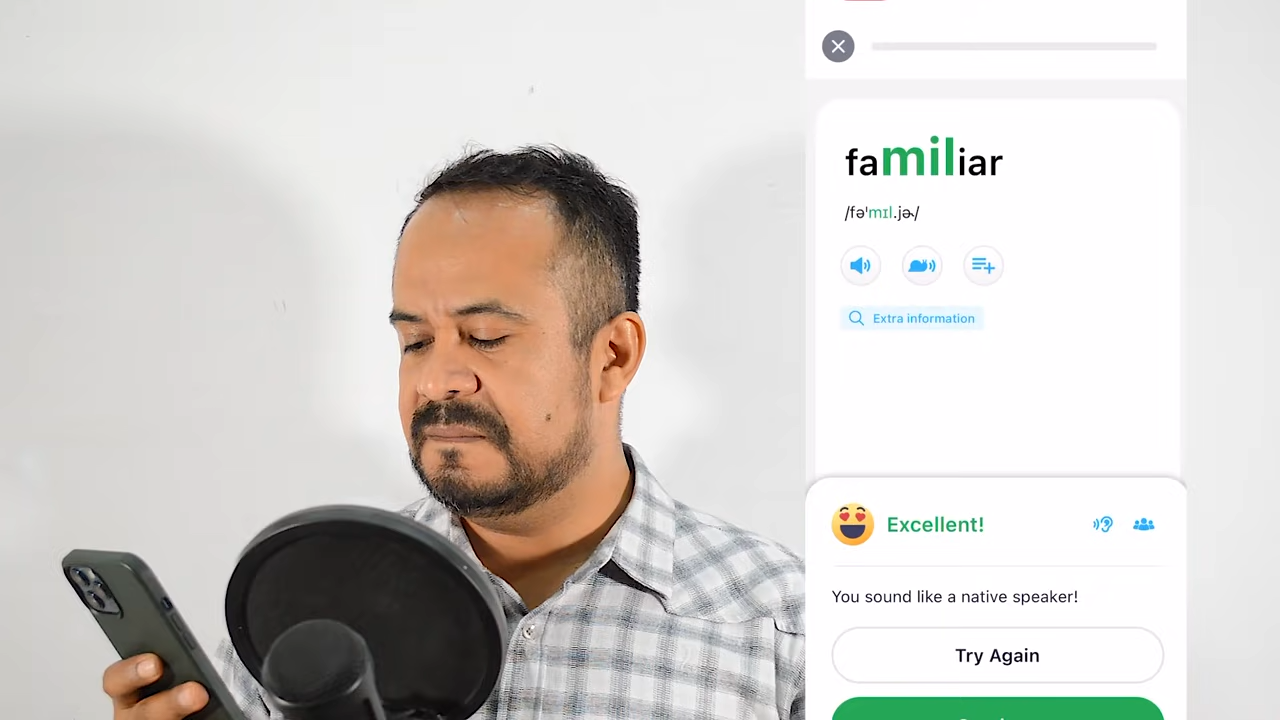 familiar
/fəˈmɪl.jɚ/
Extra information
Excellent!
You sound like a native speaker!
Try Again